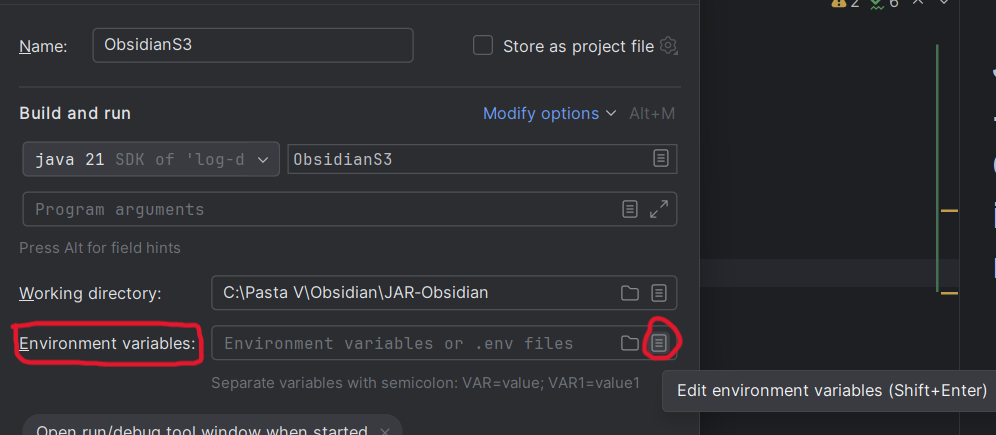 2 6
Name: ObsidianS3 Store as project file
Build and run Modify options Alt+M
java 21 SDK of 'log-d ObsidianS3
Program arguments
Press Alt for field hints
Working directory: C:\Pasta V\Obsidian\JAR-Obsidian
Environment variables: Environment variables or .env files
Separate variables with semicolon: VAR=value; VAR1=value1
Edit environment variables (Shift+Enter)
Open run/debug tool window when started ×